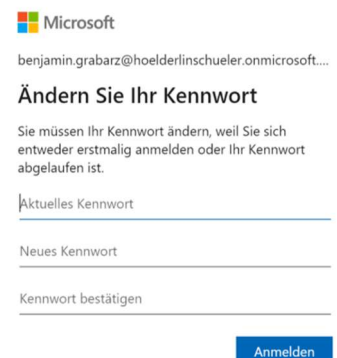 Microsoft
benjamin.grabarz@hoelderlinschueler.onmicrosoft....
Ändern Sie Ihr Kennwort
Sie müssen Ihr Kennwort ändern, weil Sie sich
entweder erstmalig anmelden oder Ihr Kennwort
abgelaufen ist.
Aktuelles Kennwort
Neues Kennwort
Kennwort bestätigen
Anmelden